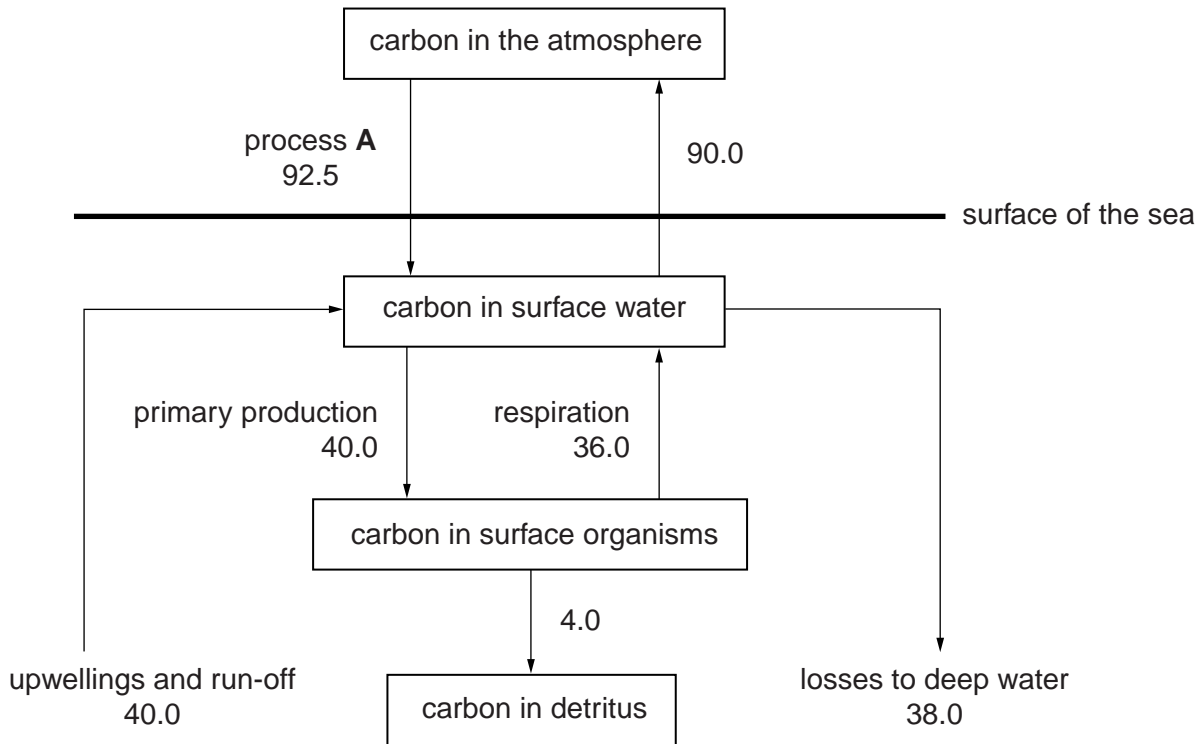 carbon in the atmosphere
process A
92.5
90.0
surface of the sea
carbon in surface water
primary production
40.0
respiration
36.0
carbon in surface organisms
4.0
upwellings and run-off
40.0
carbon in detritus
losses to deep water
38.0